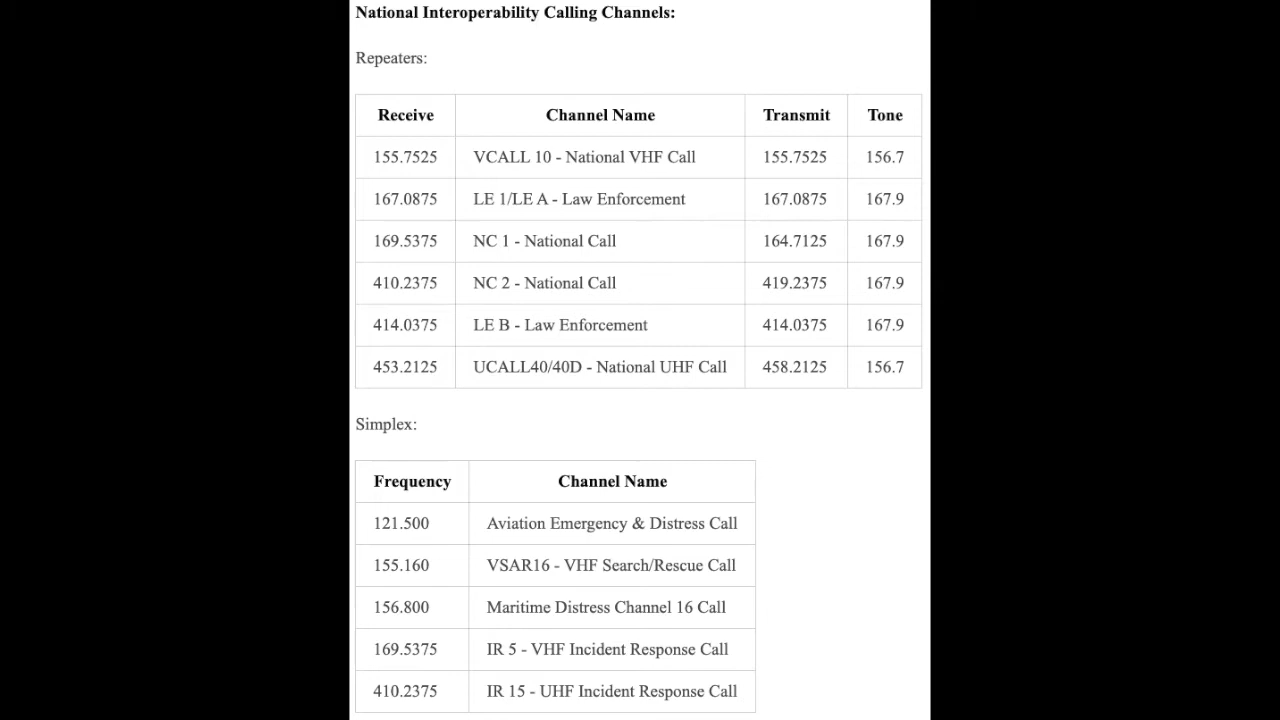 National Interoperability Calling Channels:
Repeaters:
Receive Channel Name Transmit Tone
155.7525 VCALL 10 - National VHF Call 155.7525 156.7
167.0875 LE 1/LE A - Law Enforcement 167.0875 167.9
169.5375 NC 1 - National Call 164.7125 167.9
410.2375 NC 2 - National Call 419.2375 167.9
414.0375 LE B - Law Enforcement 414.0375 167.9
453.2125 UCALL40/40D - National UHF Call 458.2125 156.7
Simplex:
Frequency Channel Name
121.500 Aviation Emergency & Distress Call
155.160 VSAR16 - VHF Search/Rescue Call
156.800 Maritime Distress Channel 16 Call
169.5375 IR 5 - VHF Incident Response Call
410.2375 IR 15 - UHF Incident Response Call